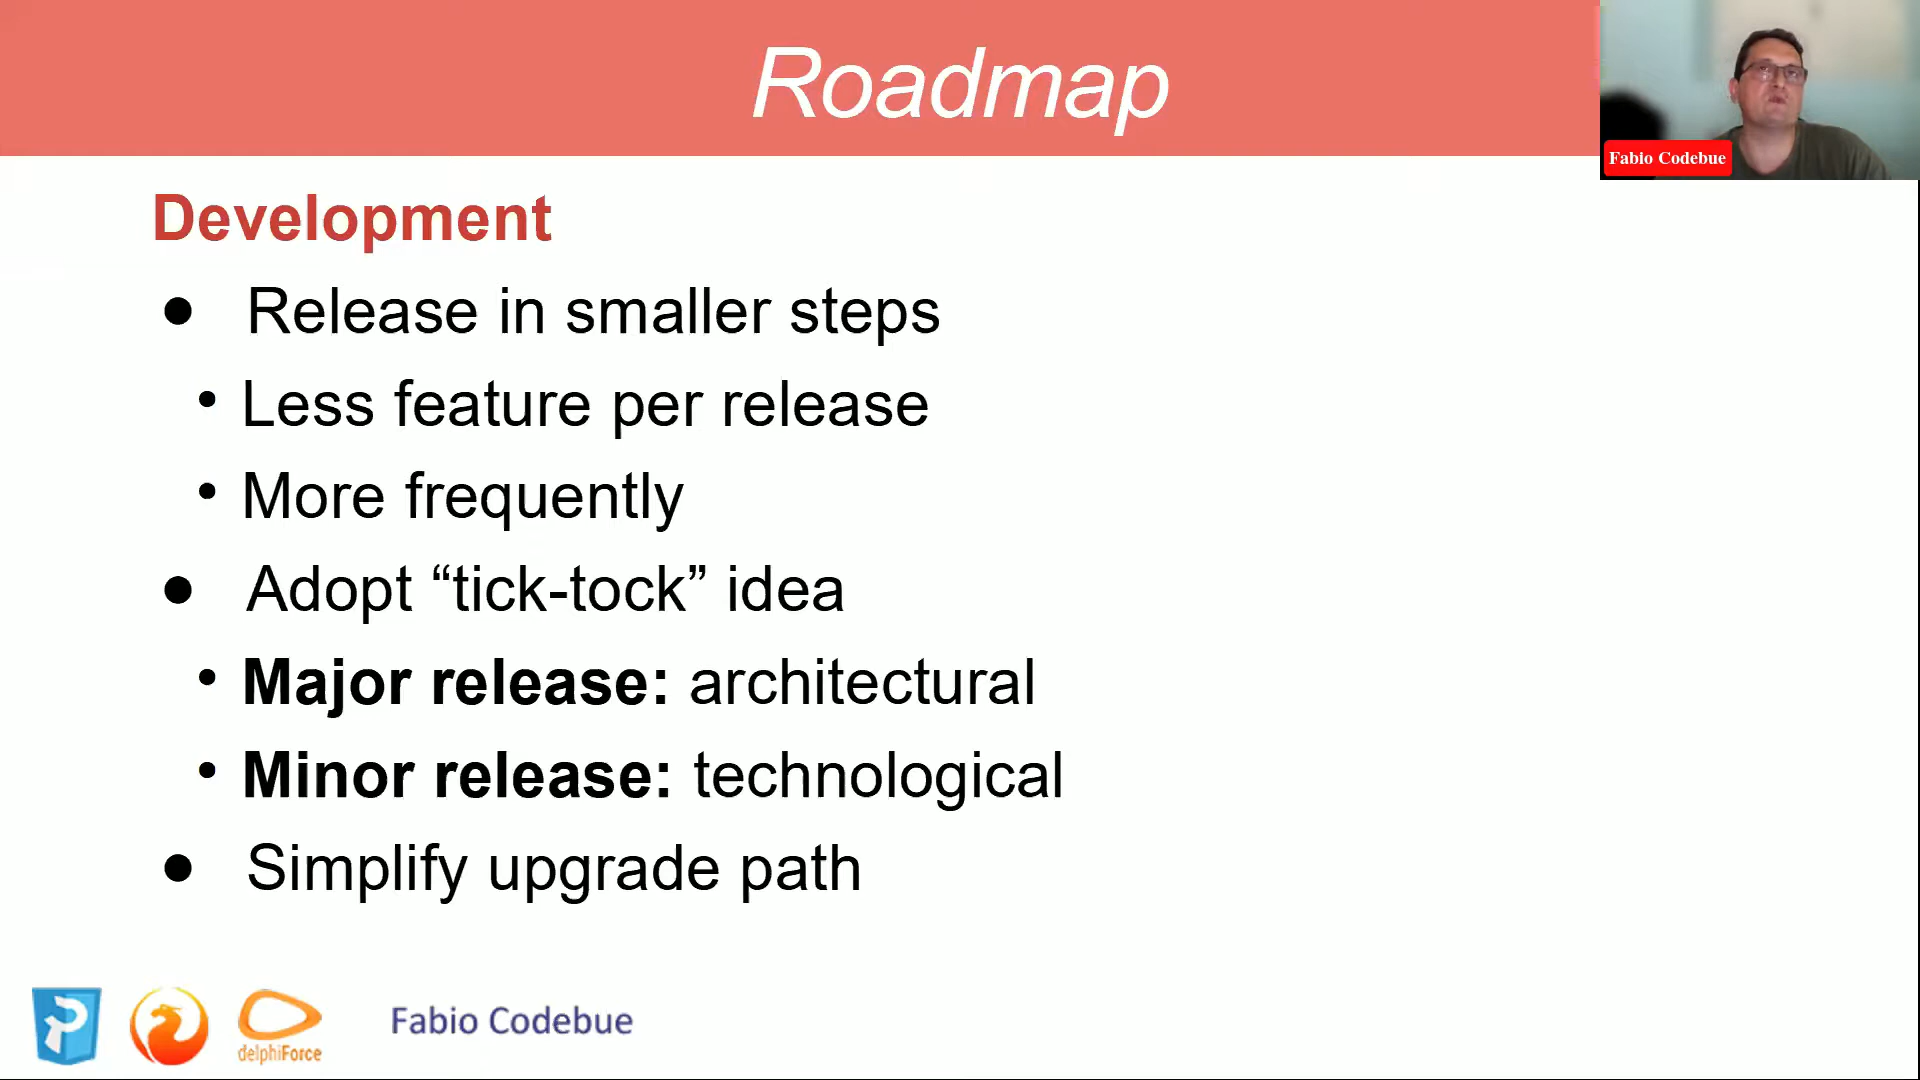 Roadmap
Fabio Codebue
Development
● Release in smaller steps
• Less feature per release
• More frequently
● Adopt “tick-tock” idea
• Major release: architectural
• Minor release: technological
● Simplify upgrade path
delphiForce
Fabio Codebue